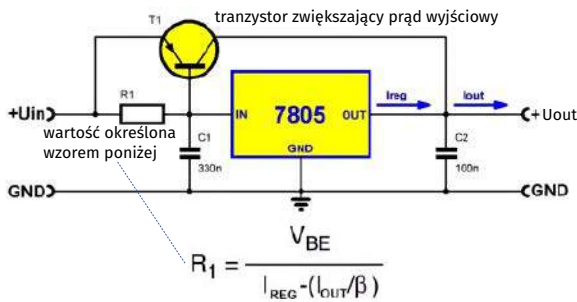 T1
tranzystor zwiększający prąd wyjściowy
R1
Ireg
Iout
+Uin
IN
7805
OUT
+Uout
wartość określona
wzorem poniżej
C1
330n
GND
C2
100n
GND
GND
R1 = VBE / IREG-(IOUT/β)